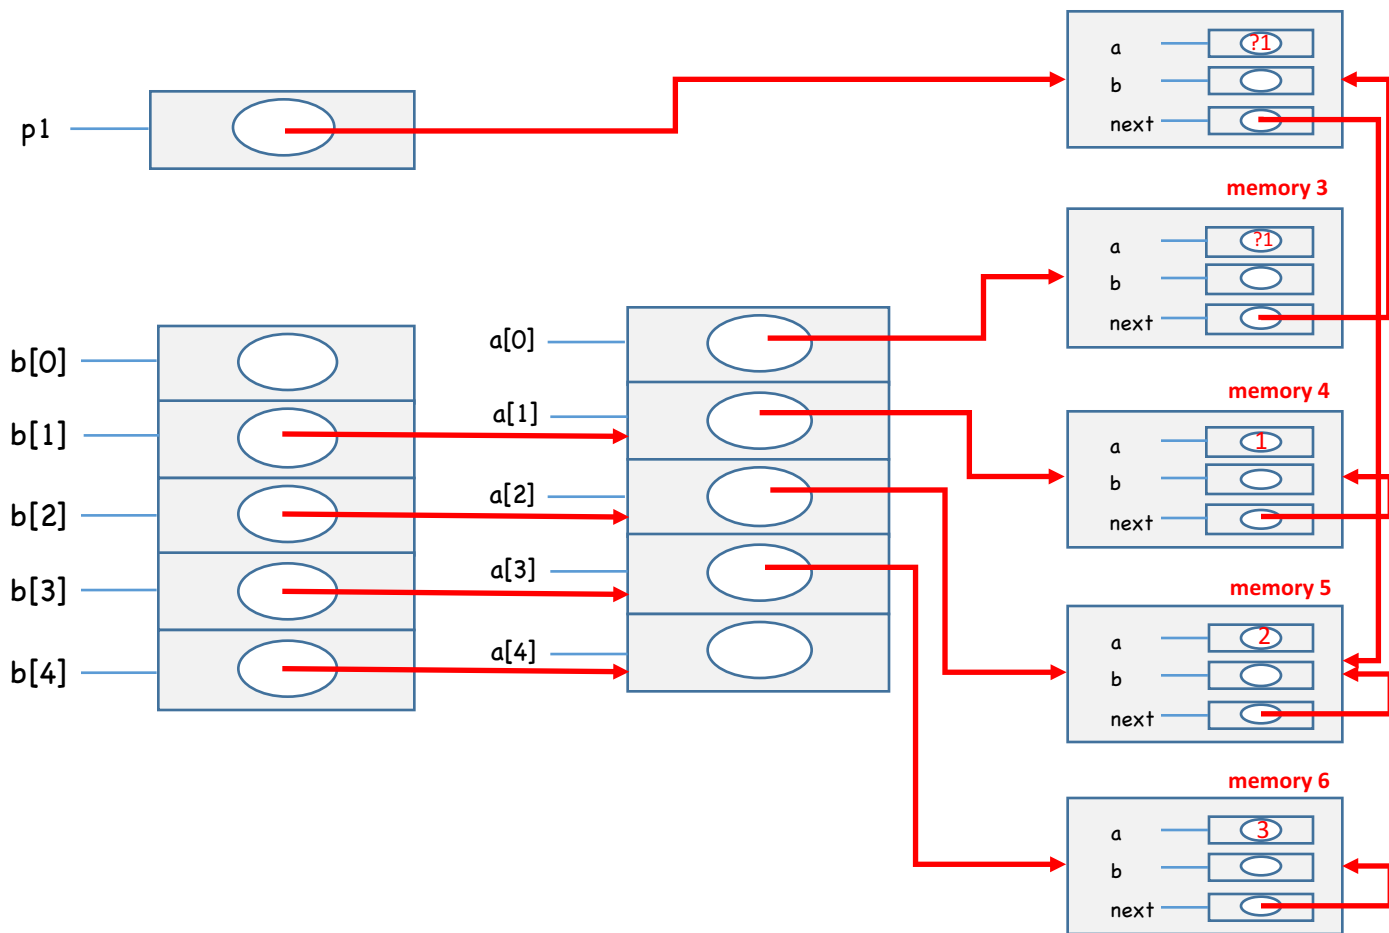 p1
a ?1
b
next
memory 3
a ?1
b
next
b[0]
a[0]
memory 4
b[1]
a[1]
a 1
b
next
b[2]
a[2]
memory 5
b[3]
a[3]
a 2
b
next
b[4]
a[4]
memory 6
a 3
b
next